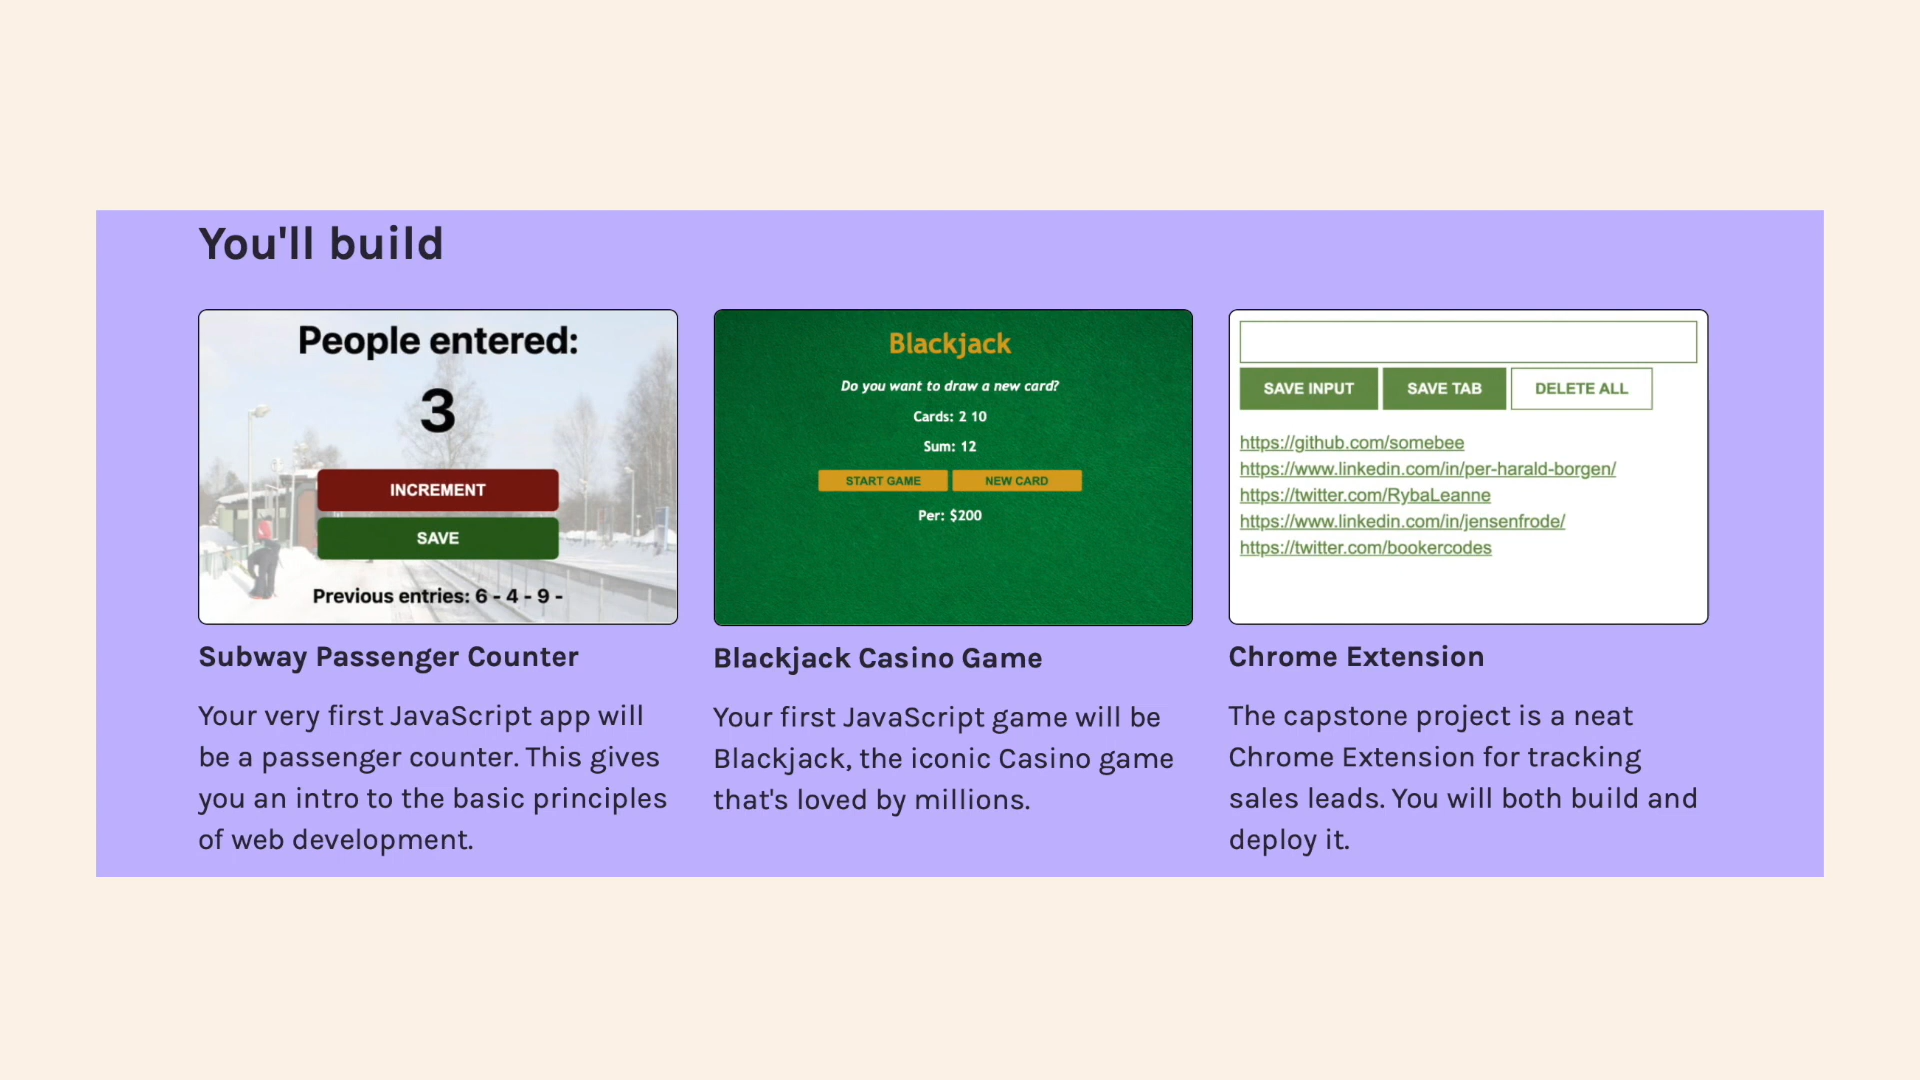 You'll build
People entered:
3
INCREMENT
SAVE
Previous entries: 6 - 4 - 9 -
Subway Passenger Counter
Your very first JavaScript app will
be a passenger counter. This gives
you an intro to the basic principles
of web development.
Blackjack
Do you want to draw a new card?
Cards: 2 10
Sum: 12
START GAME NEW CARD
Per: $200
Blackjack Casino Game
Your first JavaScript game will be
Blackjack, the iconic Casino game
that's loved by millions.
SAVE INPUT SAVE TAB DELETE ALL
https://github.com/somebee
https://www.linkedin.com/in/per-harald-borgen/
https://twitter.com/RybaLeanne
https://www.linkedin.com/in/jensenfrode/
https://twitter.com/bookercodes
Chrome Extension
The capstone project is a neat
Chrome Extension for tracking
sales leads. You will both build and
deploy it.